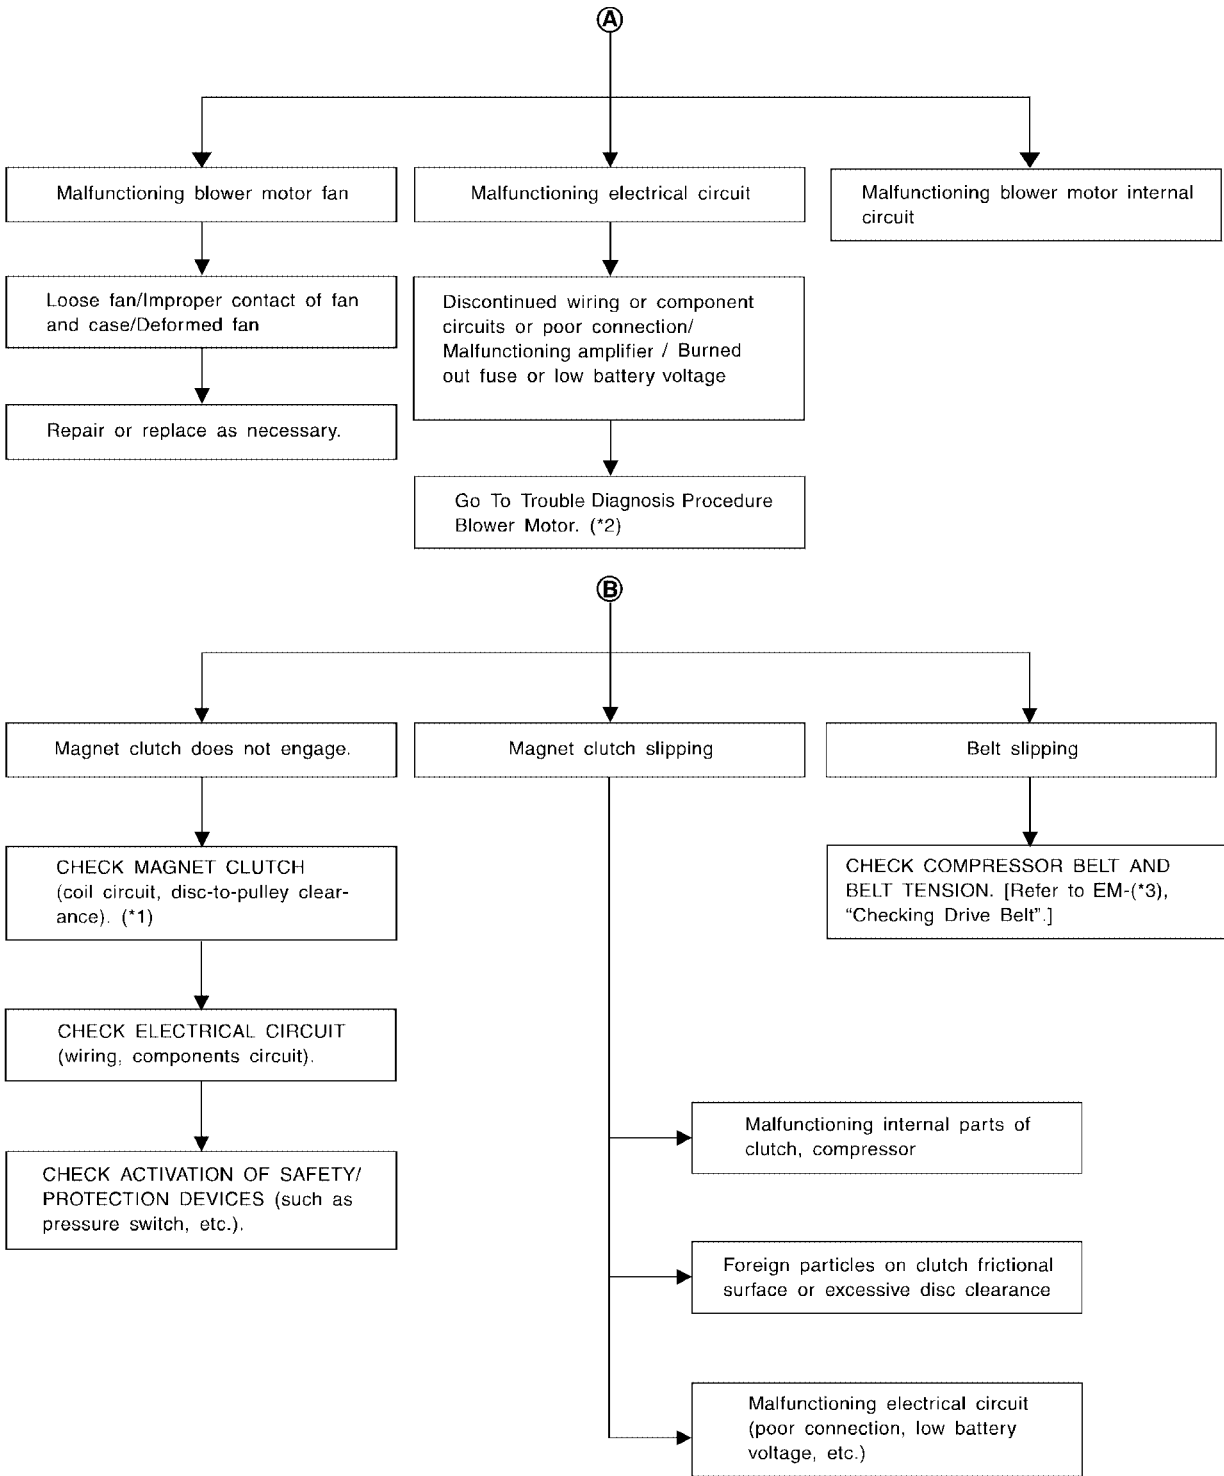 A
Malfunctioning blower motor fan
Malfunctioning electrical circuit
Malfunctioning blower motor internal
circuit
Loose fan/Improper contact of fan
and case/Deformed fan
Discontinued wiring or component
circuits or poor connection/
Malfunctioning amplifier / Burned
out fuse or low battery voltage
Repair or replace as necessary.
Go To Trouble Diagnosis Procedure
Blower Motor. (*2)
B
Magnet clutch does not engage.
Magnet clutch slipping
Belt slipping
CHECK MAGNET CLUTCH
(coil circuit, disc-to-pulley clear-
ance). (*1)
CHECK COMPRESSOR BELT AND
BELT TENSION. [Refer to EM-(*3),
“Checking Drive Belt”.]
CHECK ELECTRICAL CIRCUIT
(wiring, components circuit).
CHECK ACTIVATION OF SAFETY/
PROTECTION DEVICES (such as
pressure switch, etc.).
Malfunctioning internal parts of
clutch, compressor
Foreign particles on clutch frictional
surface or excessive disc clearance
Malfunctioning electrical circuit
(poor connection, low battery
voltage, etc.)